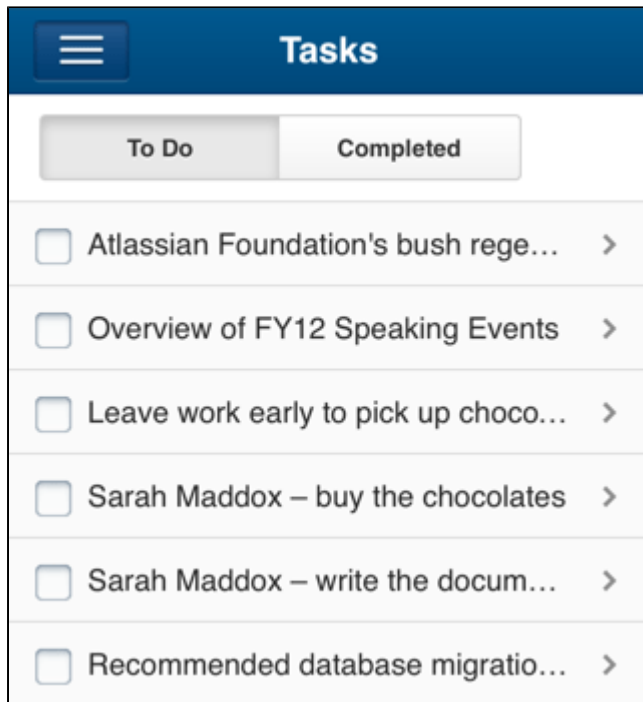 Tasks
To Do
Completed
Atlassian Foundation's bush rege…
Overview of FY12 Speaking Events
Leave work early to pick up choco…
Sarah Maddox – buy the chocolates
Sarah Maddox – write the docum…
Recommended database migratio…